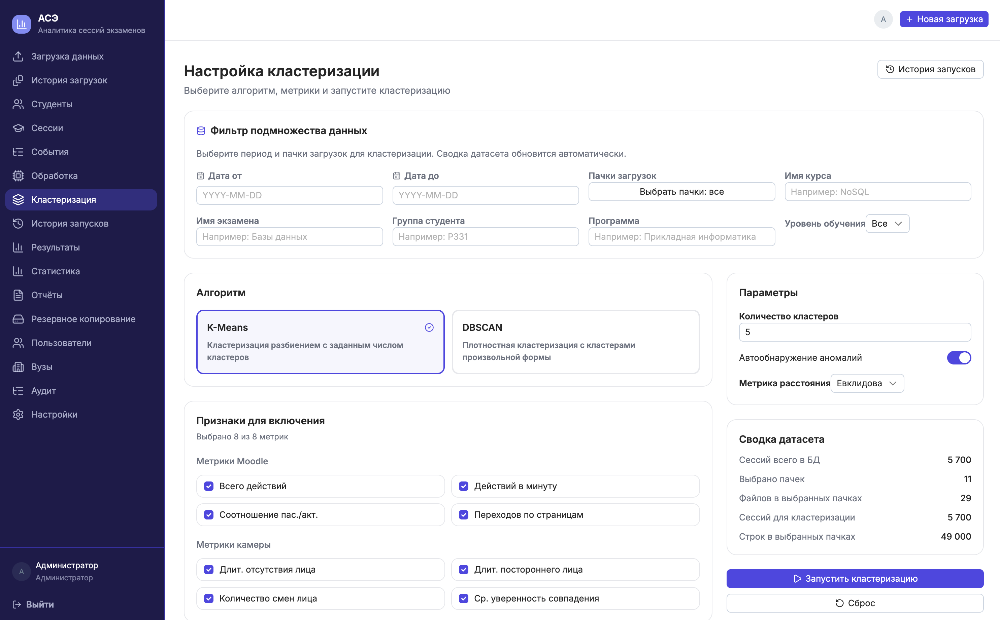 АСЭ
Аналитика сессий экзаменов
Загрузка данных
История загрузок
Студенты
Сессии
События
Обработка
Кластеризация
История запусков
Результаты
Статистика
Отчёты
Резервное копирование
Пользователи
Вузы
Аудит
Настройки
А
Администратор
Администратор
Выйти
А
+ Новая загрузка
Настройка кластеризации
Выберите алгоритм, метрики и запустите кластеризацию
История запусков
Фильтр подмножества данных
Выберите период и пачки загрузок для кластеризации. Сводка датасета обновится автоматически.
Дата от
YYYY-MM-DD
Дата до
YYYY-MM-DD
Пачки загрузок
Выбрать пачки: все
Имя курса
Например: NoSQL
Имя экзамена
Например: Базы данных
Группа студента
Например: P331
Программа
Например: Прикладная информатика
Уровень обучения
Все
Алгоритм
K-Means
Кластеризация разбиением с заданным числом
кластеров
DBSCAN
Плотностная кластеризация с кластерами
произвольной формы
Признаки для включения
Выбрано 8 из 8 метрик
Метрики Moodle
Всего действий
Действий в минуту
Соотношение пас./акт.
Переходов по страницам
Метрики камеры
Длит. отсутствия лица
Длит. постороннего лица
Количество смен лица
Ср. уверенность совпадения
Параметры
Количество кластеров
5
Автообнаружение аномалий
Метрика расстояния
Евклидова
Сводка датасета
Сессий всего в БД 5 700
Выбрано пачек 11
Файлов в выбранных пачках 29
Сессий для кластеризации 5 700
Строк в выбранных пачках 49 000
Запустить кластеризацию
Сброс